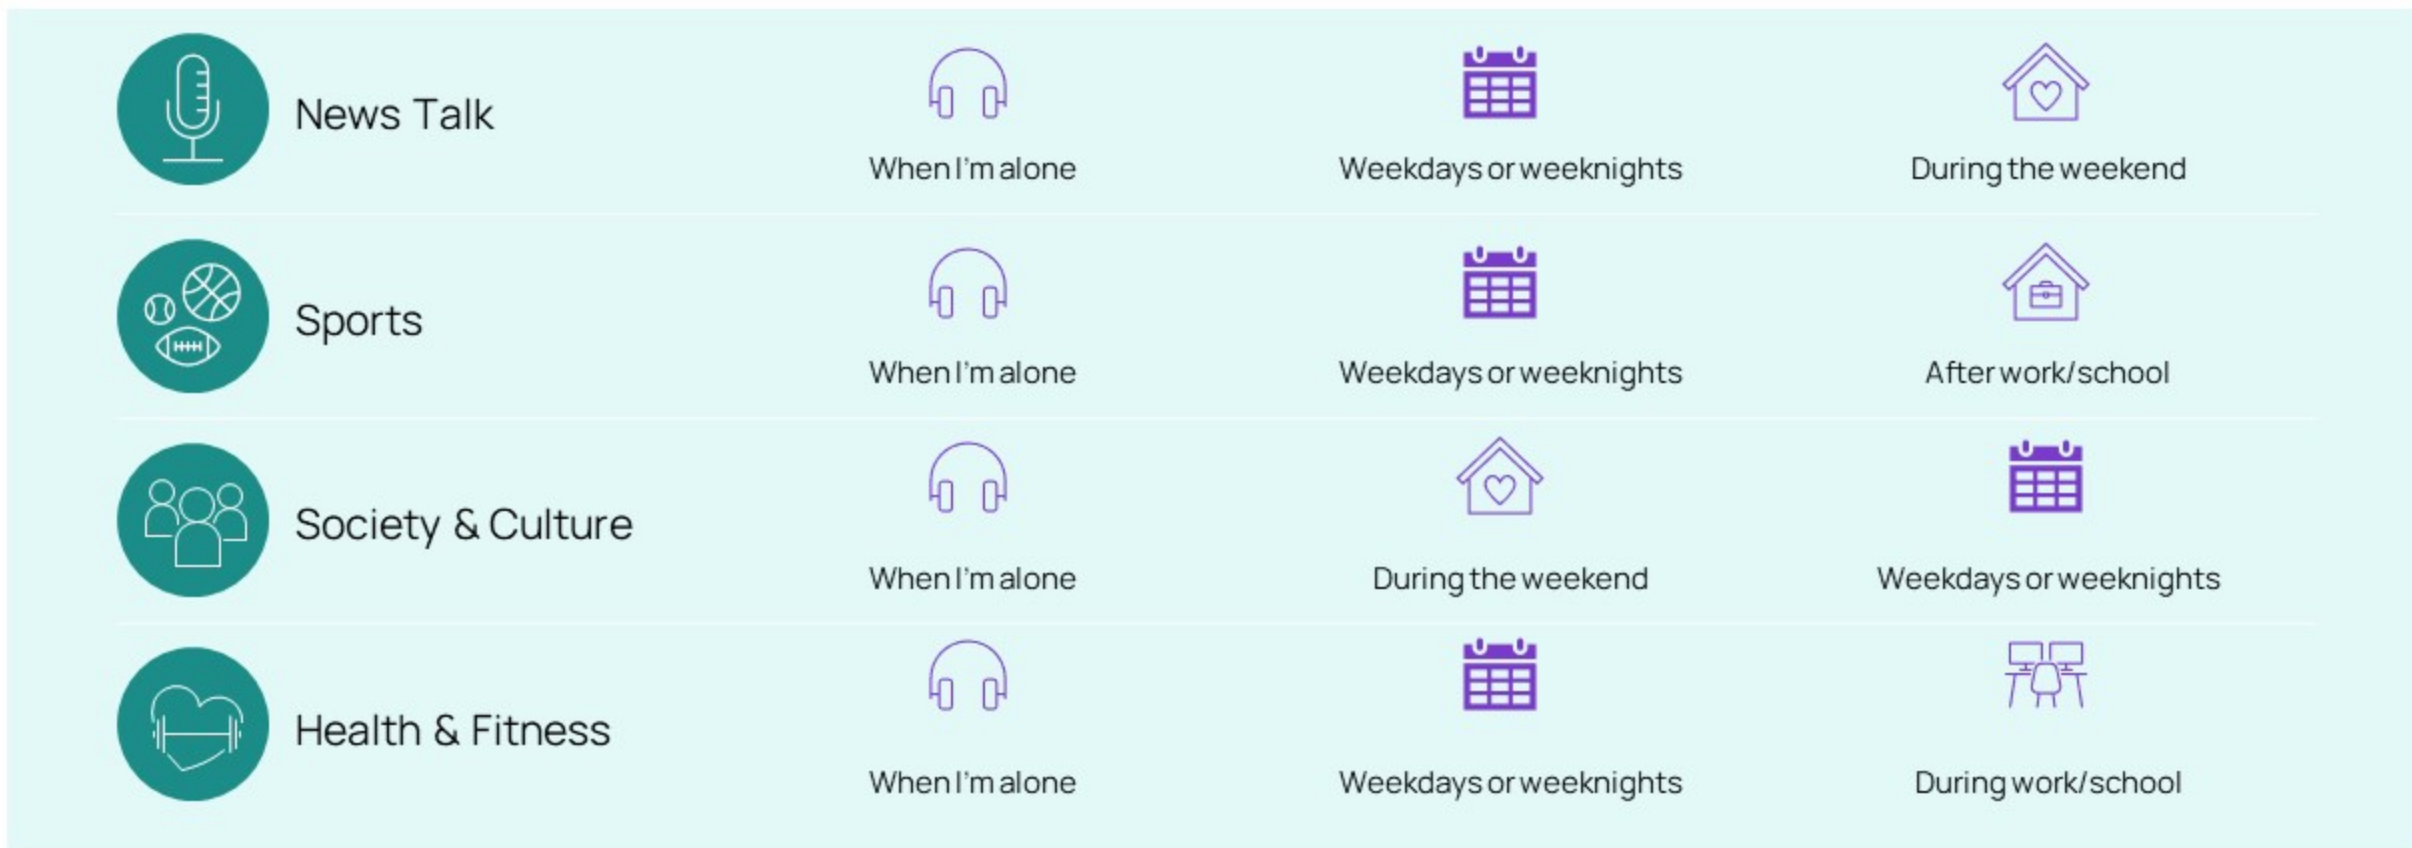 News Talk
When I'm alone
Weekdays or weeknights
During the weekend
Sports
When I'm alone
Weekdays or weeknights
After work/school
Society & Culture
When I'm alone
During the weekend
Weekdays or weeknights
Health & Fitness
When I'm alone
Weekdays or weeknights
During work/school